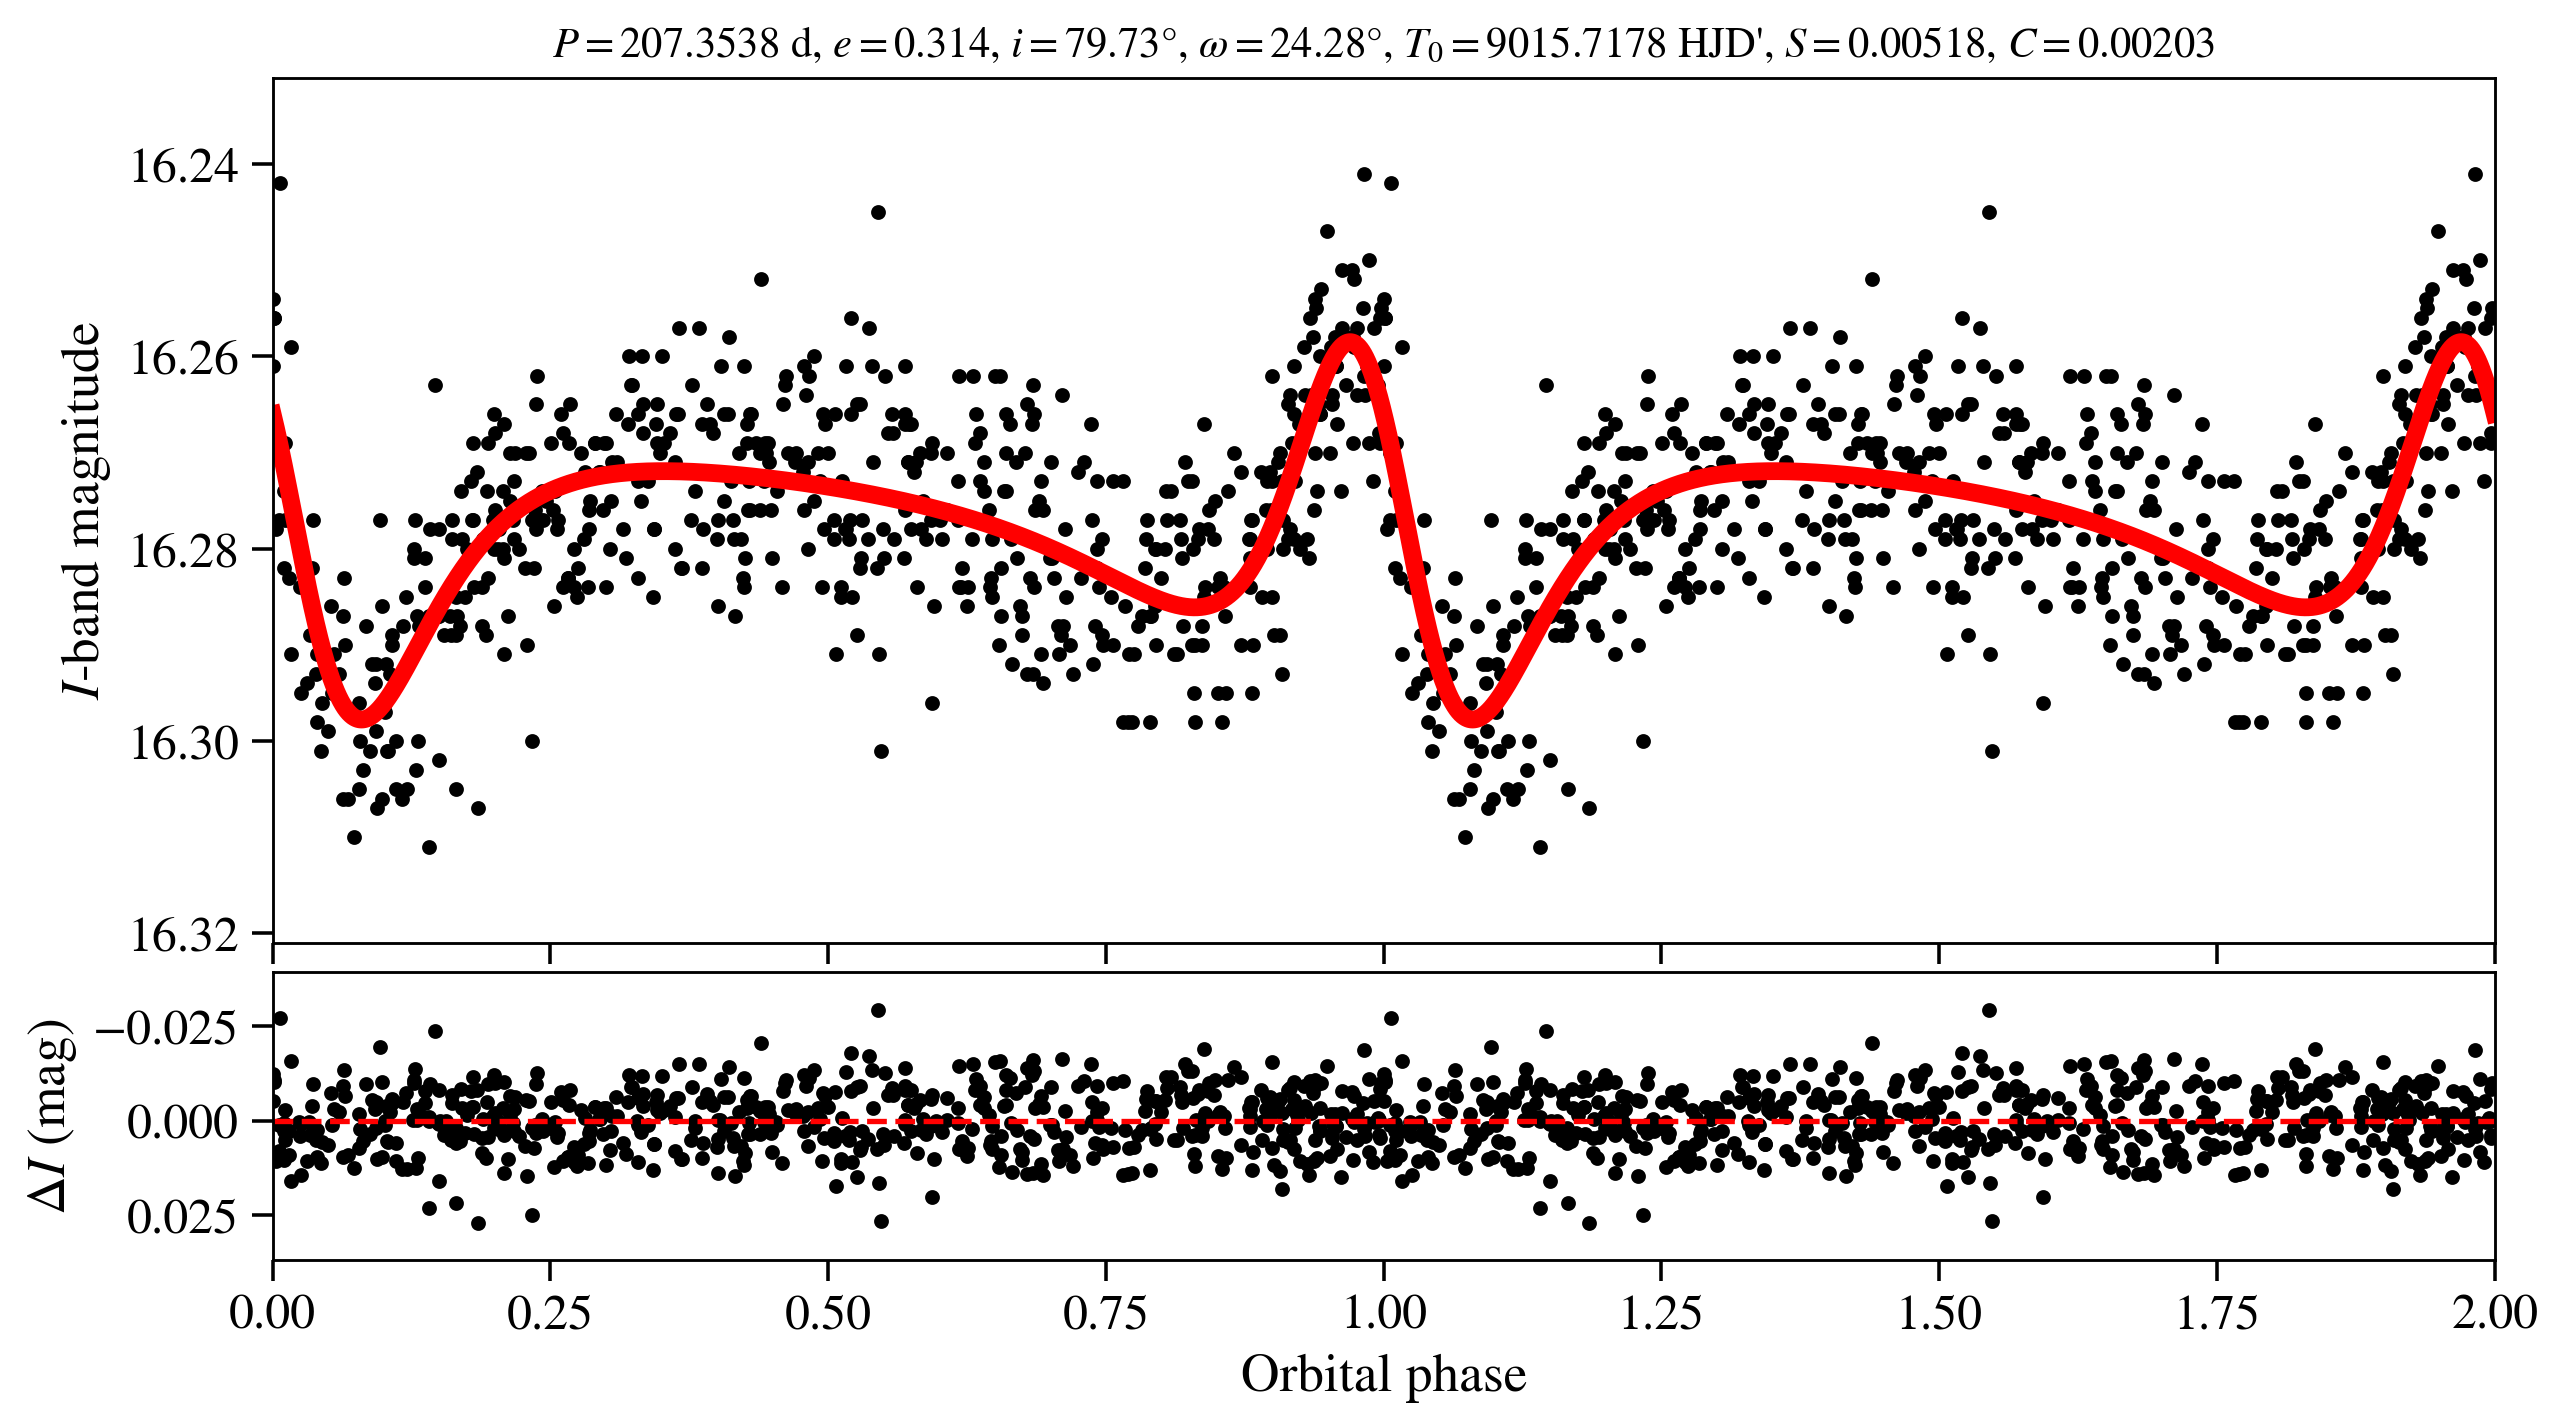 P = 207.3538 d, e = 0.314, i = 79.73°, ω = 24.28°, T₀ = 9015.7178 HJD', S = 0.00518, C = 0.00203
I-band magnitude
16.24
16.26
16.28
16.30
16.32
ΔI (mag)
−0.025
0.000
0.025
0.00 0.25 0.50 0.75 1.00 1.25 1.50 1.75 2.00
Orbital phase